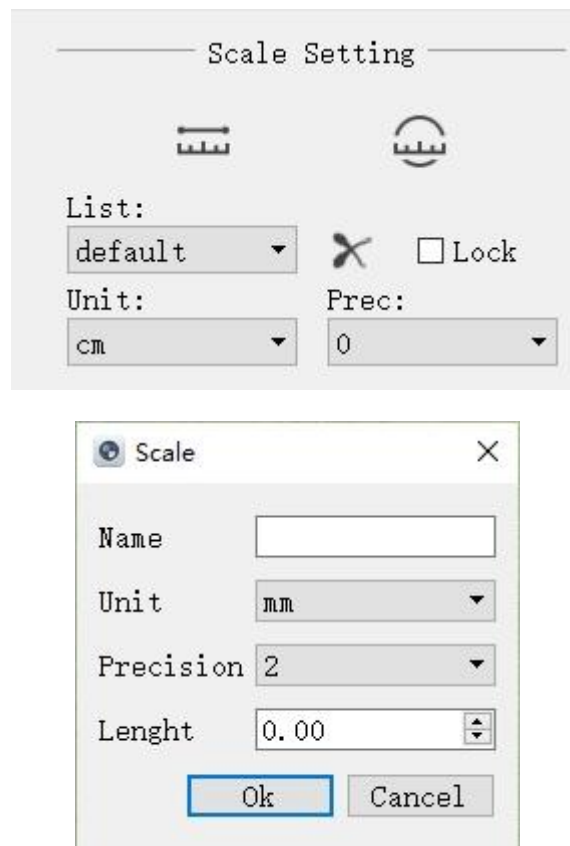 Scale Setting
List:
default
Lock
Unit:
Prec:
cm
0
Scale
Name
Unit
mm
Precision
2
Lenght
0.00
Ok
Cancel